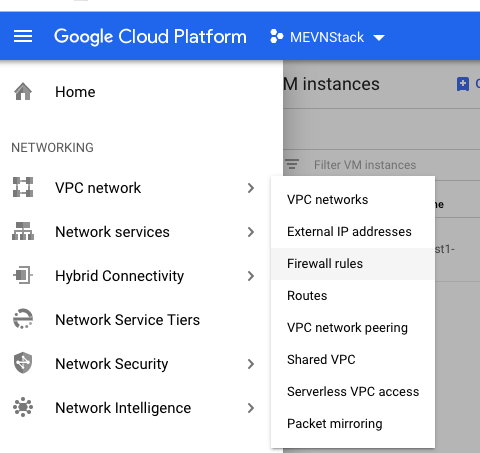 Google Cloud Platform
MEVNStack
Home
VM instances
NETWORKING
Filter VM instances
VPC network
Network services
Hybrid Connectivity
Network Service Tiers
Network Security
Network Intelligence
VPC networks
External IP addresses
Firewall rules
Routes
VPC network peering
Shared VPC
Serverless VPC access
Packet mirroring